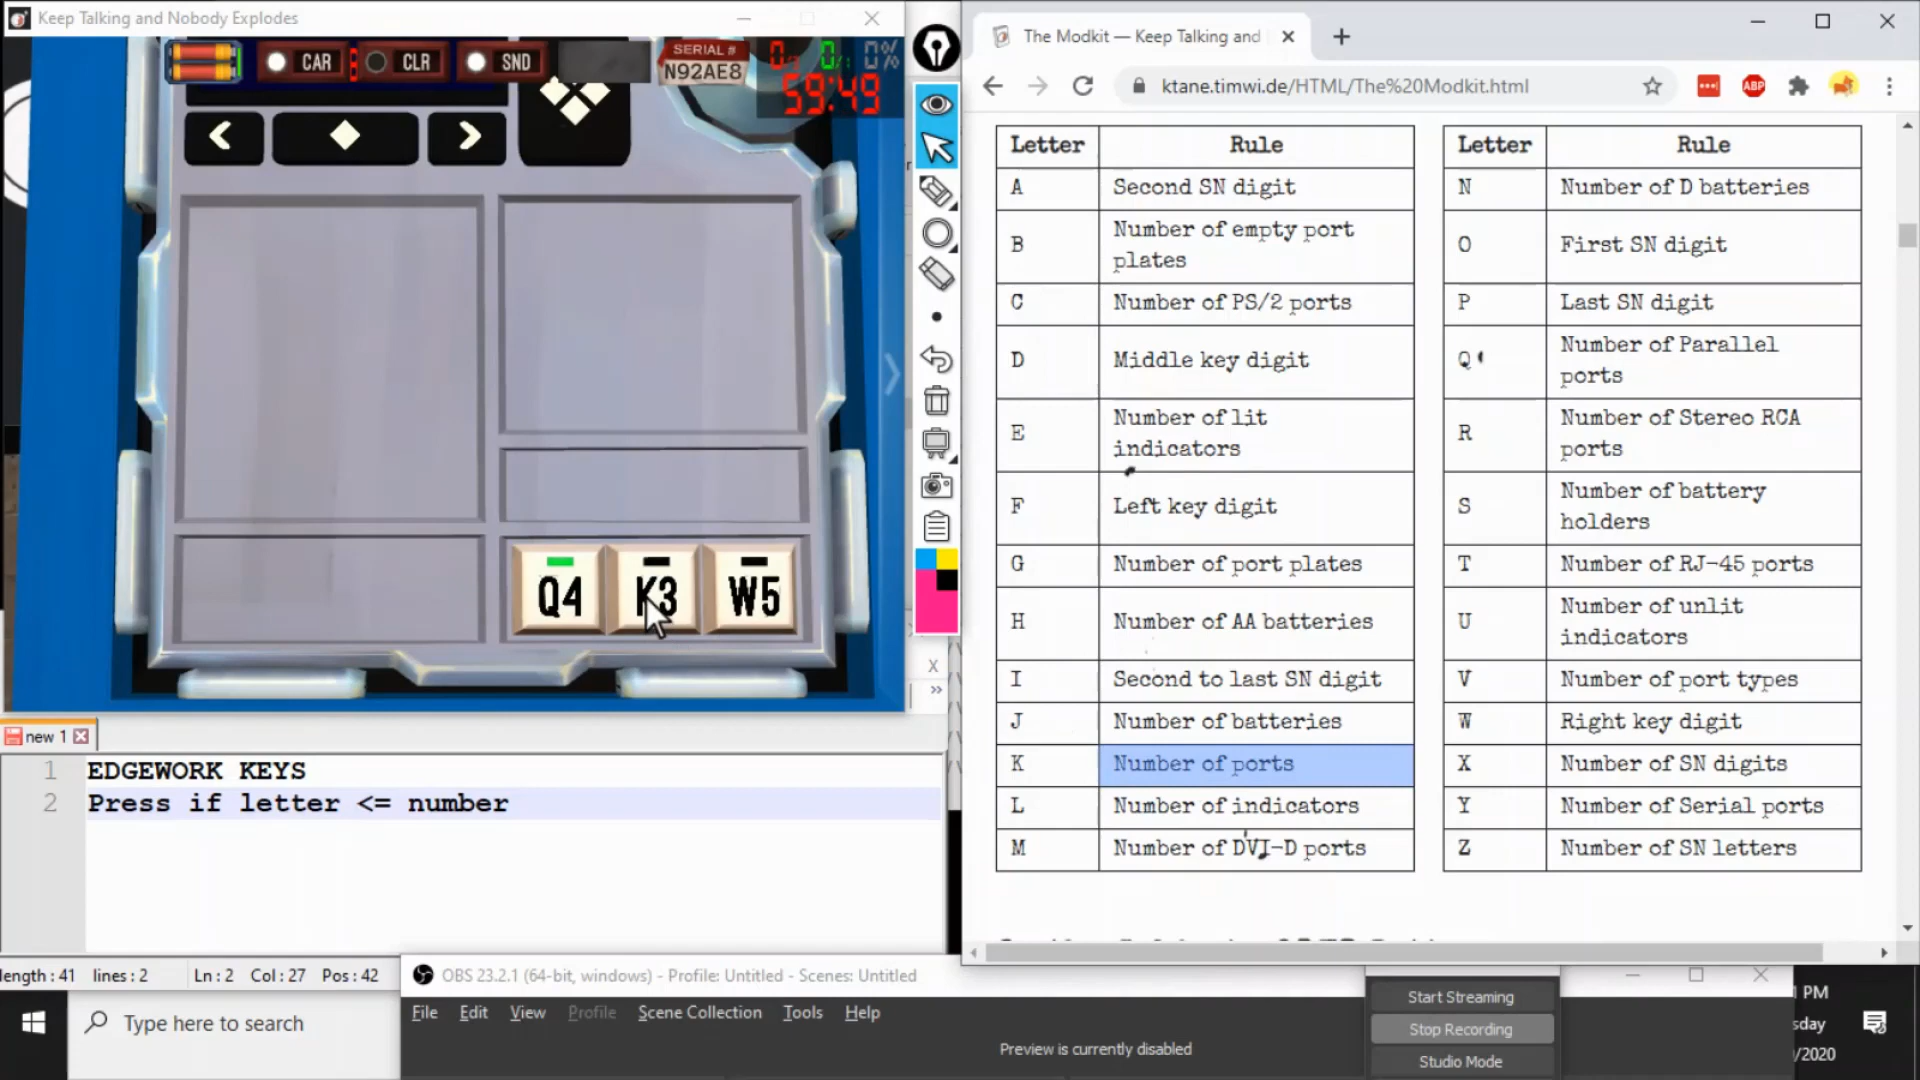 Keep Talking and Nobody Explodes
CAR
CLR
SND
SERIAL #
N92AE8
59:49
Q4
K3
W5
new 1
1 EDGEWORK KEYS
2 Press if letter <= number
length : 41 lines : 2 Ln : 2 Col : 27 Pos : 42
The Modkit — Keep Talking and
ktane.timwi.de/HTML/The%20Modkit.html
ABP
Letter Rule
A Second SN digit
B Number of empty port
plates
C Number of PS/2 ports
D Middle key digit
E Number of lit
indicators
F Left key digit
G Number of port plates
H Number of AA batteries
I Second to last SN digit
J Number of batteries
K Number of ports
L Number of indicators
M Number of DVI-D ports
Letter Rule
N Number of D batteries
O First SN digit
P Last SN digit
Q Number of Parallel
ports
R Number of Stereo RCA
ports
S Number of battery
holders
T Number of RJ-45 ports
U Number of unlit
indicators
V Number of port types
W Right key digit
X Number of SN digits
Y Number of Serial ports
Z Number of SN letters
OBS 23.2.1 (64-bit, windows) - Profile: Untitled - Scenes: Untitled
File Edit View Profile Scene Collection Tools Help
Preview is currently disabled
Start Streaming
Stop Recording
Studio Mode
Type here to search
PM
sday
/2020